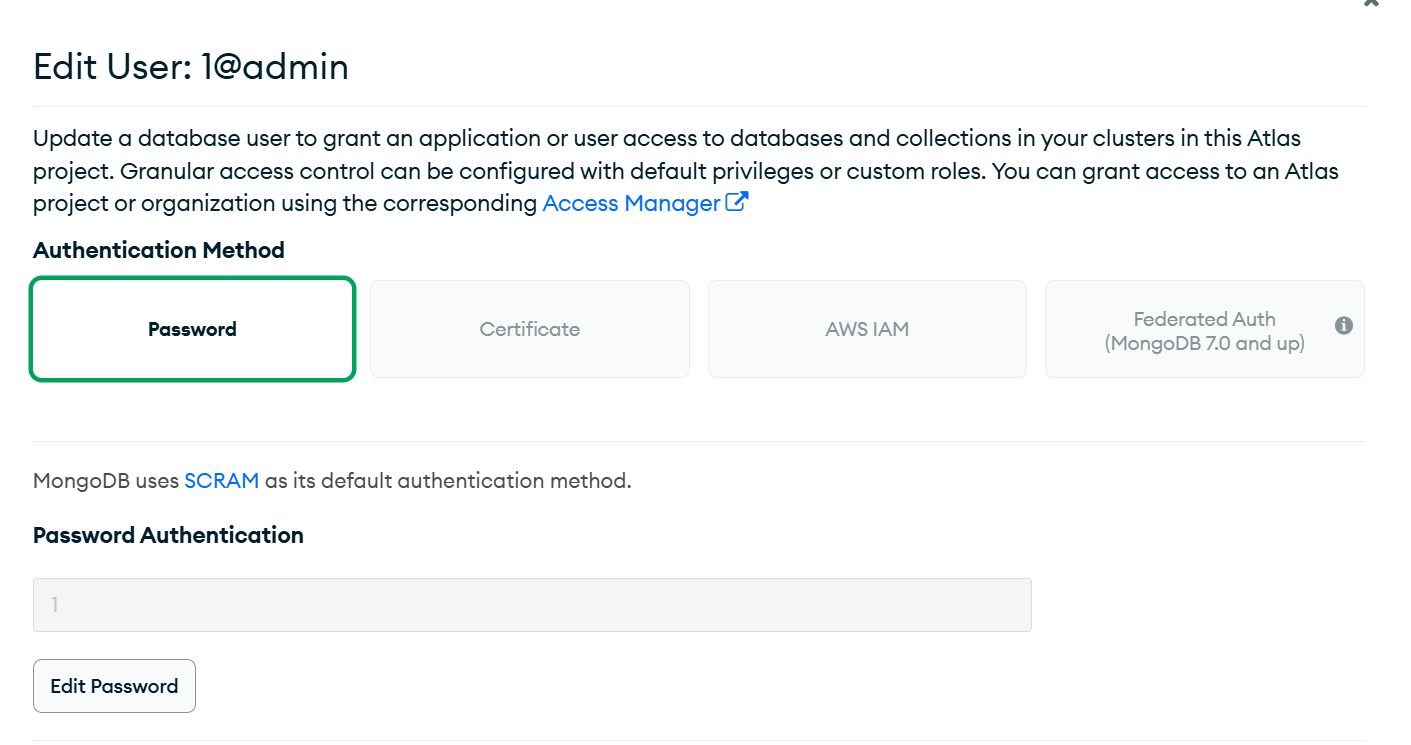 Edit User: 1@admin
Update a database user to grant an application or user access to databases and collections in your clusters in this Atlas
project. Granular access control can be configured with default privileges or custom roles. You can grant access to an Atlas
project or organization using the corresponding Access Manager
Authentication Method
Password
Certificate
AWS IAM
Federated Auth
(MongoDB 7.0 and up)
MongoDB uses SCRAM as its default authentication method.
Password Authentication
1
Edit Password